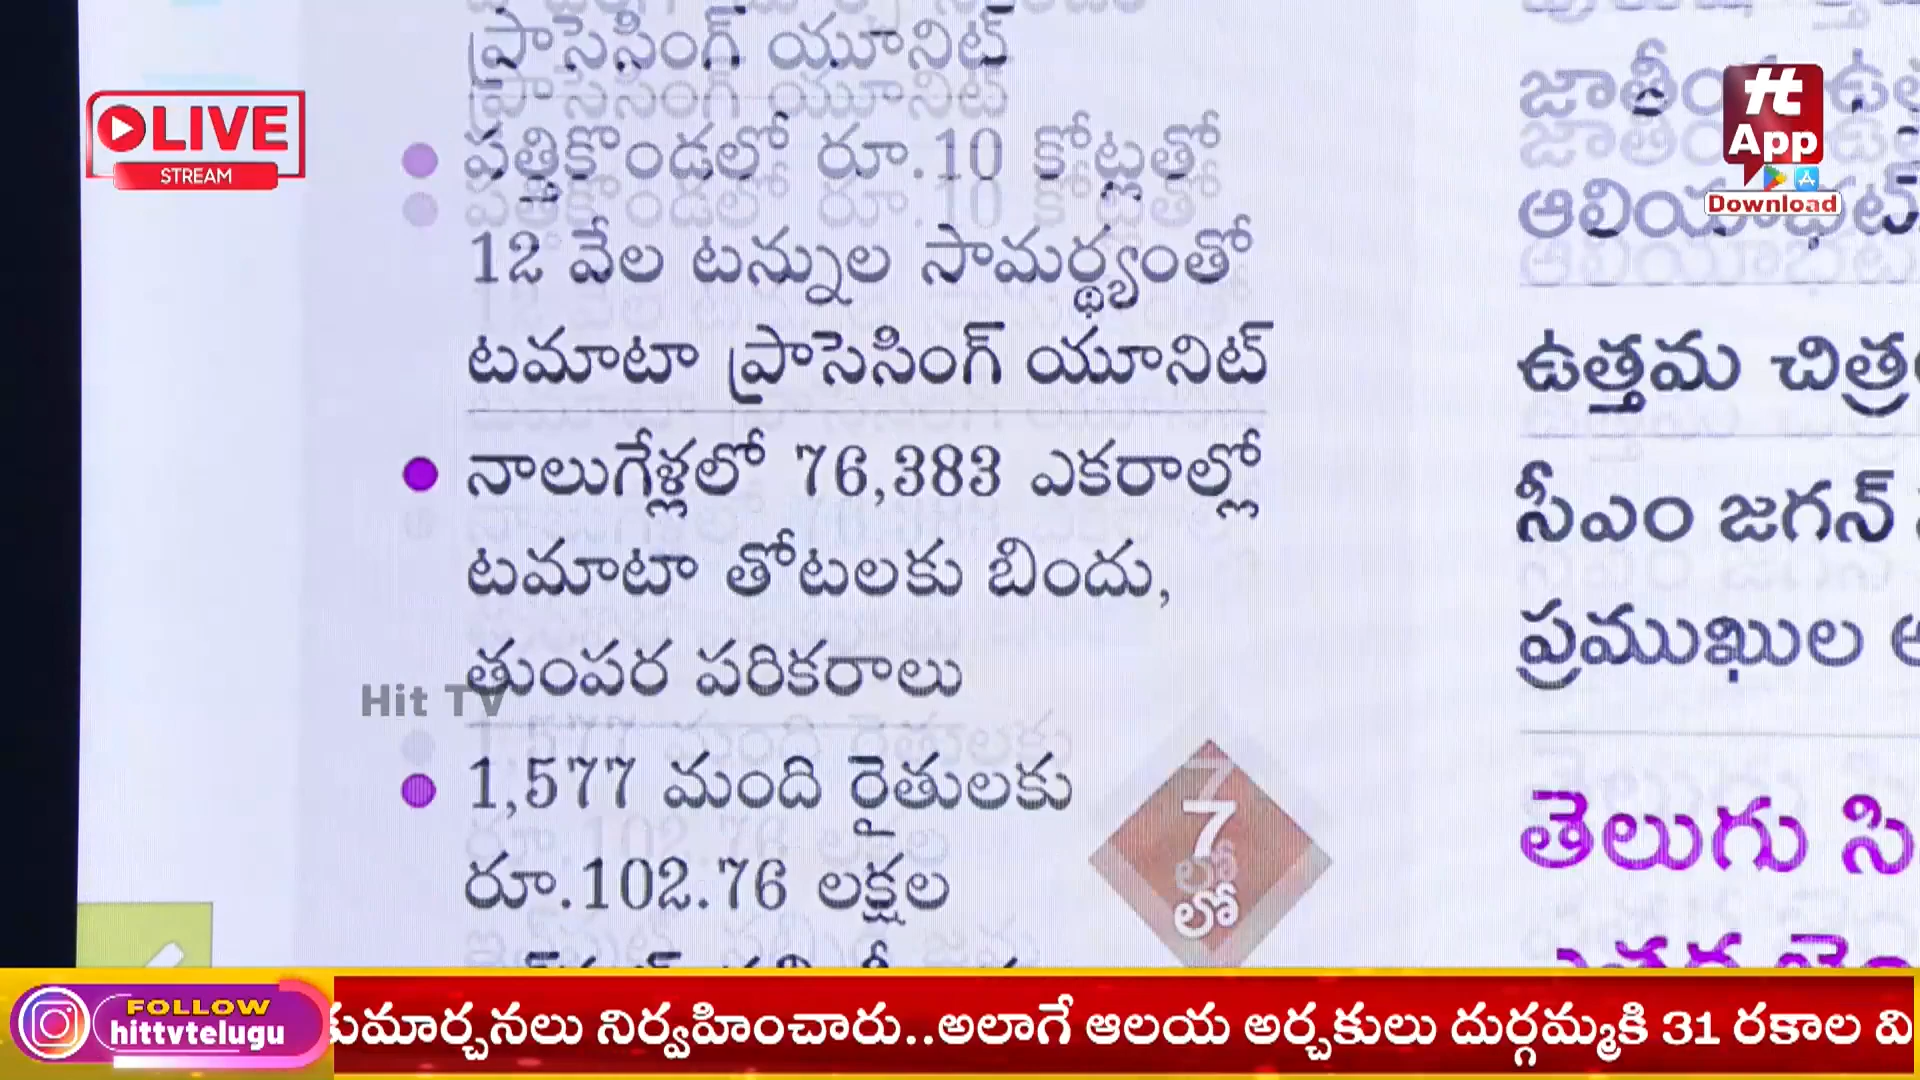 ప్రాసెసింగ్ యూనిట్
పత్తికొండలో రూ.10 కోట్లతో
12 వేల టన్నుల సామర్థ్యంతో
టమాటా ప్రాసెసింగ్ యూనిట్
నాలుగేళ్లలో 76,383 ఎకరాల్లో
టమాటా తోటలకు బిందు,
తుంపర పరికరాలు
1,577 మంది రైతులకు
రూ.102.76 లక్షల
7
లో
ఉత్తమ
సీఎం జగన్
ప్రముఖుల
తెలుగు
LIVE
STREAM
tt
App
Download
Hit TV
FOLLOW
hittvtelugu
కుమార్చనలు నిర్వహించారు..అలాగే ఆలయ అర్చకులు దుర్గమ్మకి 31 రకాల వి